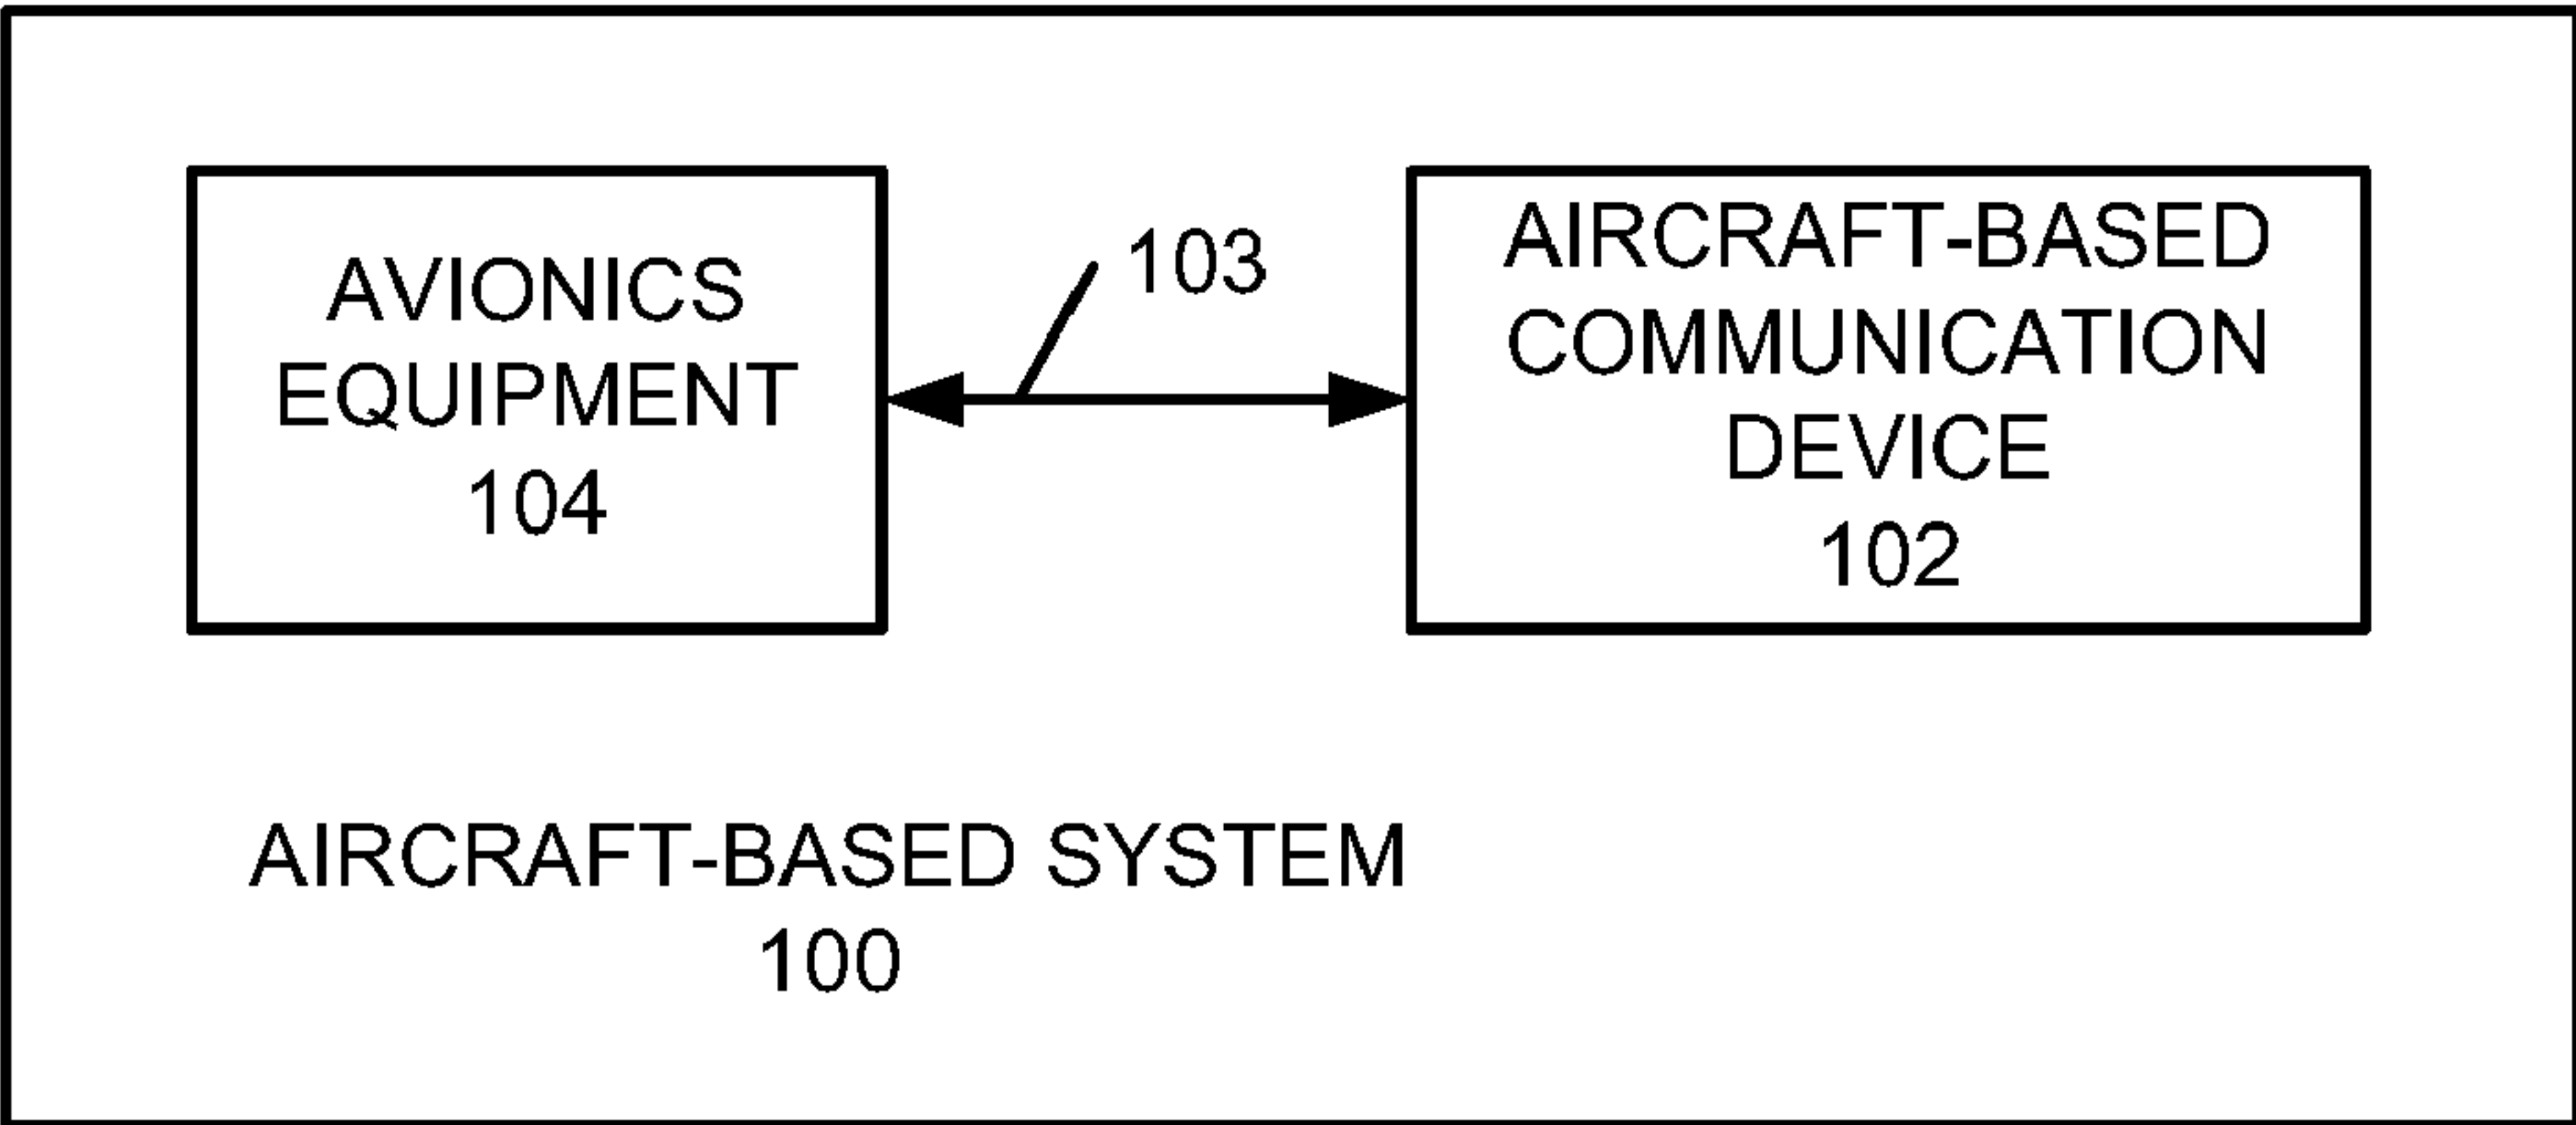 AVIONICS
EQUIPMENT
104
103
AIRCRAFT-BASED
COMMUNICATION
DEVICE
102
AIRCRAFT-BASED SYSTEM
100